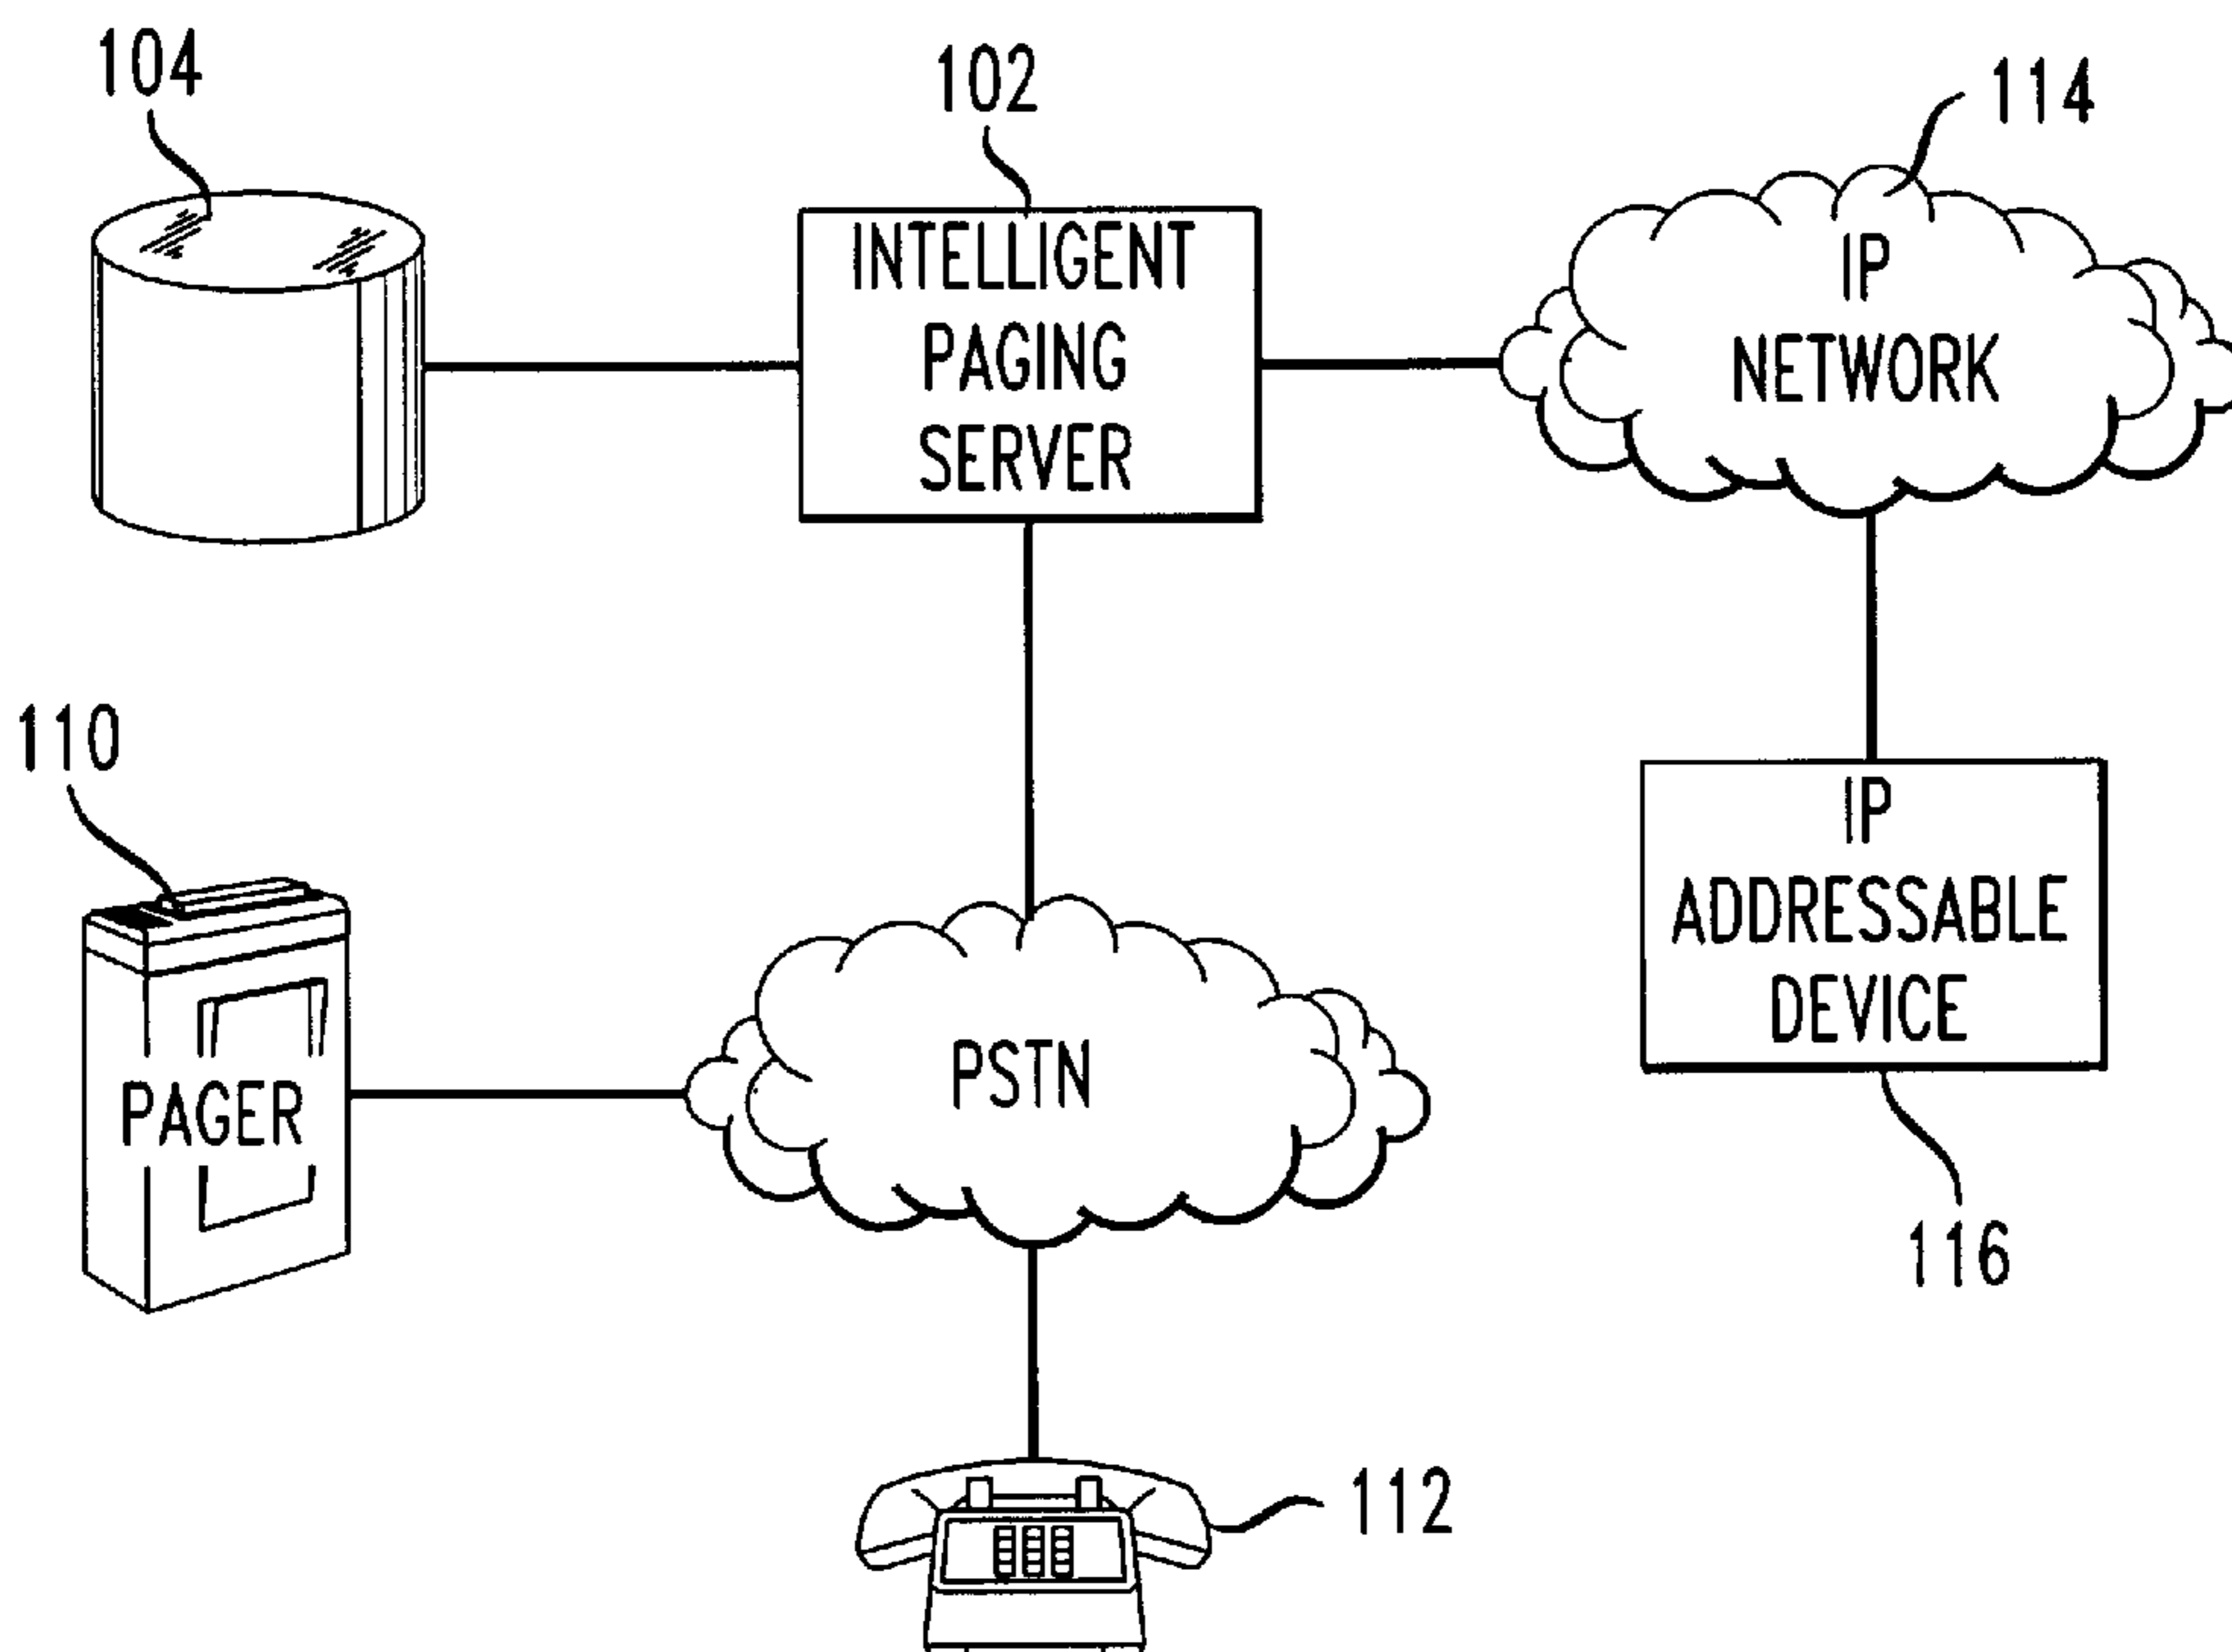 104
102
114
INTELLIGENT
PAGING
SERVER
IP
NETWORK
110
IP
ADDRESSABLE
DEVICE
PAGER
PSTN
116
112